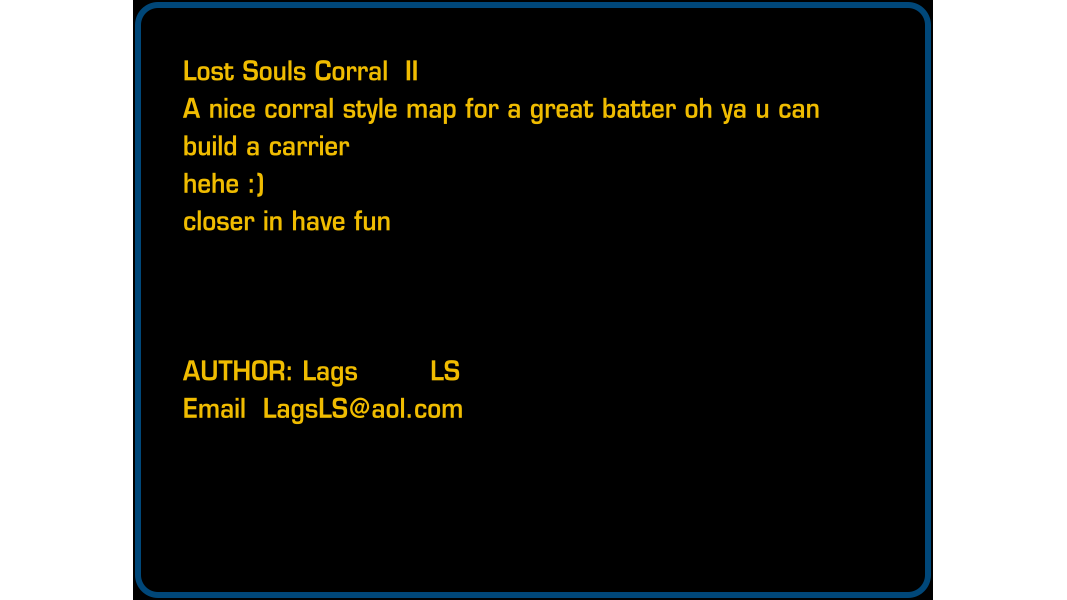 Lost Souls Corral  II
A nice corral style map for a great batter oh ya u can
build a carrier
hehe :)
closer in have fun
AUTHOR: Lags         LS
Email  LagsLS@aol.com